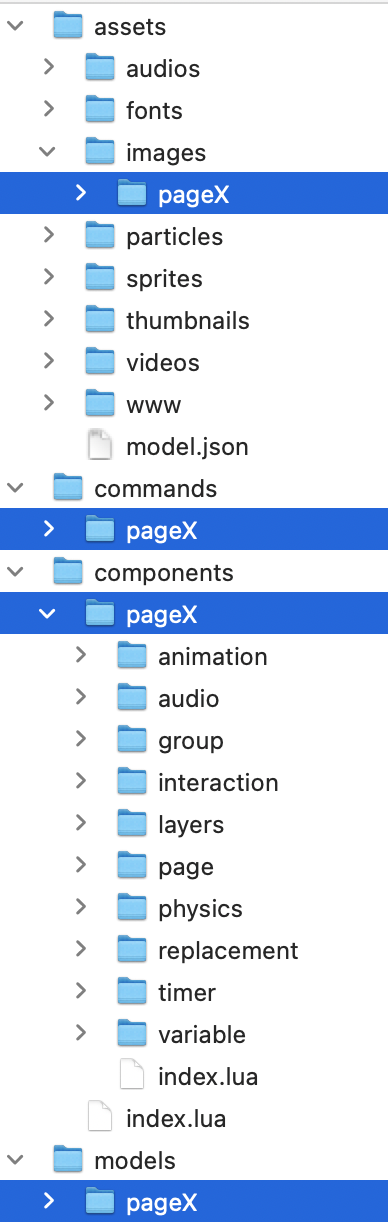 assets
audios
fonts
images
pageX
particles
sprites
thumbnails
videos
www
model.json
commands
pageX
components
pageX
animation
audio
group
interaction
layers
page
physics
replacement
timer
variable
index.lua
index.lua
models
pageX